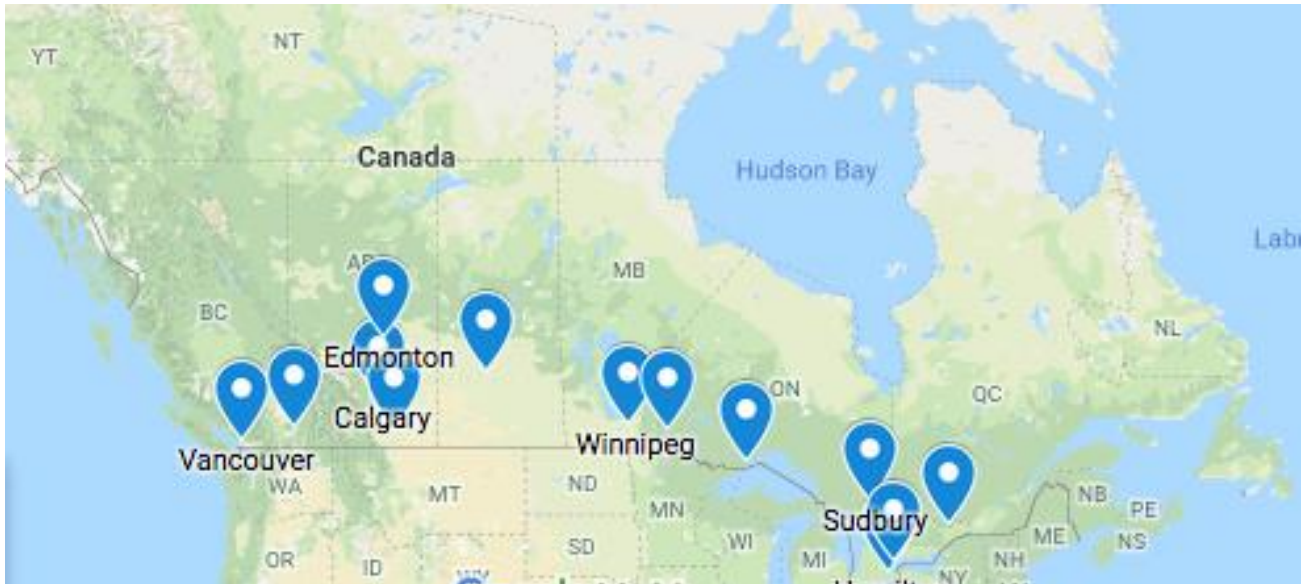 NT
YT
Canada
Hudson Bay
MB
BC
NL
Edmonton
ON
QC
Calgary
Winnipeg
Vancouver
WA
MT
ND
NB
MN
PE
Sudbury
ME
NS
WI
SD
MI
OR
ID
NH
NY